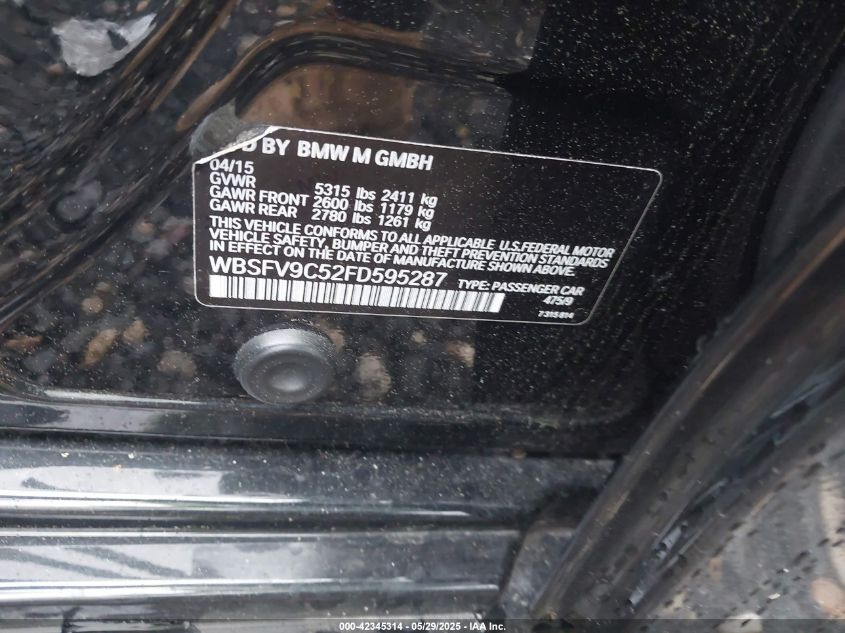 BY BMW M GMBH
04/15
GVWR 5315 lbs 2411 kg
GAWR FRONT 2600 lbs 1179 kg
GAWR REAR 2780 lbs 1261 kg
THIS VEHICLE CONFORMS TO ALL APPLICABLE U.S.FEDERAL MOTOR
VEHICLE SAFETY, BUMPER AND THEFT PREVENTION STANDARDS
IN EFFECT ON THE DATE OF MANUFACTURE SHOWN ABOVE.
WBSFV9C52FD595287 TYPE: PASSENGER CAR
475/9
7 315 814
000-42345314 - 05/29/2025 - IAA Inc.